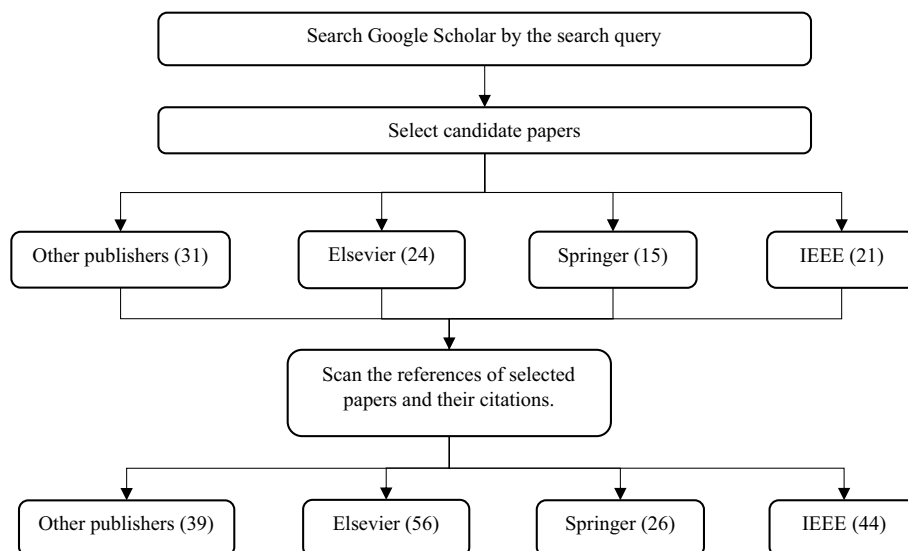 Search Google Scholar by the search query
Select candidate papers
Other publishers (31)
Elsevier (24)
Springer (15)
IEEE (21)
Scan the references of selected
papers and their citations.
Other publishers (39)
Elsevier (56)
Springer (26)
IEEE (44)